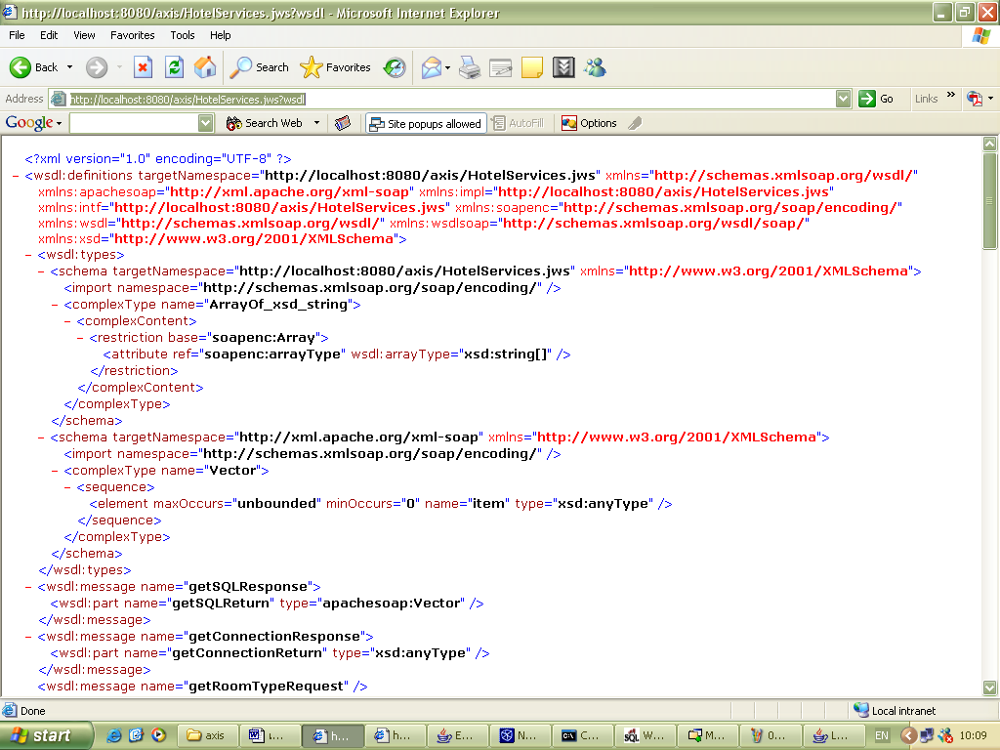 http://localhost:8080/axis/HotelServices.jws?wsdl - Microsoft Internet Explorer
File Edit View Favorites Tools Help
Back Search Favorites
Address http://localhost:8080/axis/HotelServices.jws?wsdl Go Links »
Google Search Web Site popups allowed AutoFill Options
<?xml version="1.0" encoding="UTF-8" ?>
- <wsdl:definitions targetNamespace="http://localhost:8080/axis/HotelServices.jws" xmlns="http://schemas.xmlsoap.org/wsdl/"
xmlns:apachesoap="http://xml.apache.org/xml-soap" xmlns:impl="http://localhost:8080/axis/HotelServices.jws"
xmlns:intf="http://localhost:8080/axis/HotelServices.jws" xmlns:soapenc="http://schemas.xmlsoap.org/soap/encoding/"
xmlns:wsdl="http://schemas.xmlsoap.org/wsdl/" xmlns:wsdlsoap="http://schemas.xmlsoap.org/wsdl/soap/"
xmlns:xsd="http://www.w3.org/2001/XMLSchema">
- <wsdl:types>
- <schema targetNamespace="http://localhost:8080/axis/HotelServices.jws" xmlns="http://www.w3.org/2001/XMLSchema">
<import namespace="http://schemas.xmlsoap.org/soap/encoding/" />
- <complexType name="ArrayOf_xsd_string">
- <complexContent>
- <restriction base="soapenc:Array">
<attribute ref="soapenc:arrayType" wsdl:arrayType="xsd:string[]" />
</restriction>
</complexContent>
</complexType>
</schema>
- <schema targetNamespace="http://xml.apache.org/xml-soap" xmlns="http://www.w3.org/2001/XMLSchema">
<import namespace="http://schemas.xmlsoap.org/soap/encoding/" />
- <complexType name="Vector">
- <sequence>
<element maxOccurs="unbounded" minOccurs="0" name="item" type="xsd:anyType" />
</sequence>
</complexType>
</schema>
</wsdl:types>
- <wsdl:message name="getSQLResponse">
<wsdl:part name="getSQLReturn" type="apachesoap:Vector" />
</wsdl:message>
- <wsdl:message name="getConnectionResponse">
<wsdl:part name="getConnectionReturn" type="xsd:anyType" />
</wsdl:message>
<wsdl:message name="getRoomTypeRequest" />
Done Local intranet
start axis ı... h... h... E... N... C... W... M... 0... L... EN 10:09